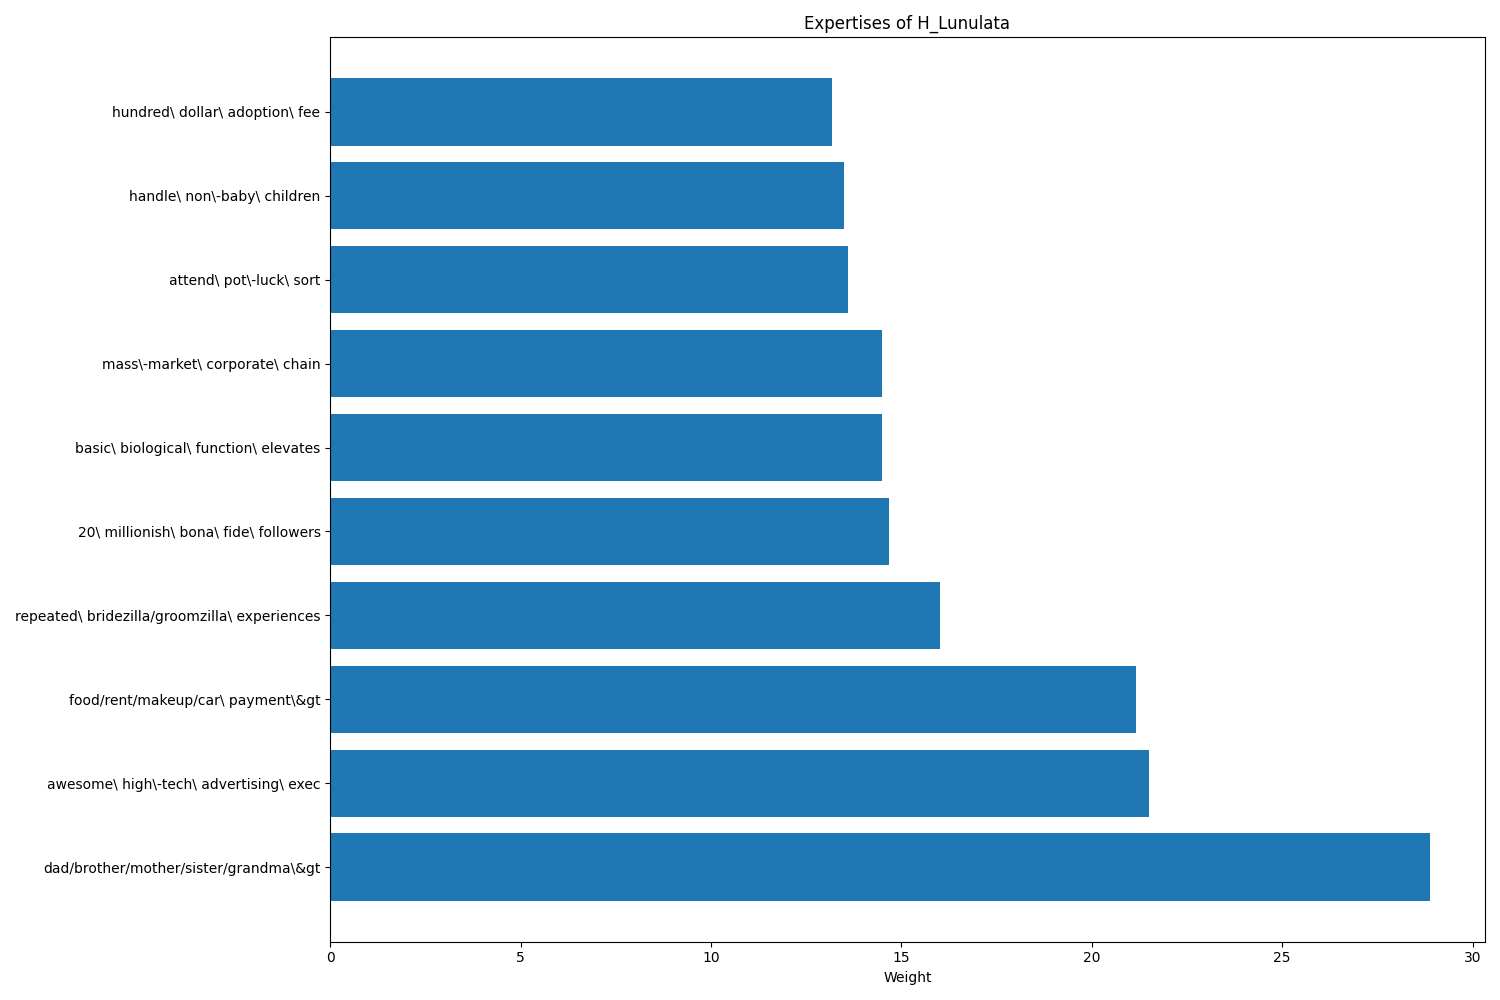 Expertises of H_Lunulata
hundred\ dollar\ adoption\ fee
handle\ non\-baby\ children
attend\ pot\-luck\ sort
mass\-market\ corporate\ chain
basic\ biological\ function\ elevates
20\ millionish\ bona\ fide\ followers
repeated\ bridezilla/groomzilla\ experiences
food/rent/makeup/car\ payment\&gt
awesome\ high\-tech\ advertising\ exec
dad/brother/mother/sister/grandma\&gt
0 5 10 15 20 25 30
Weight